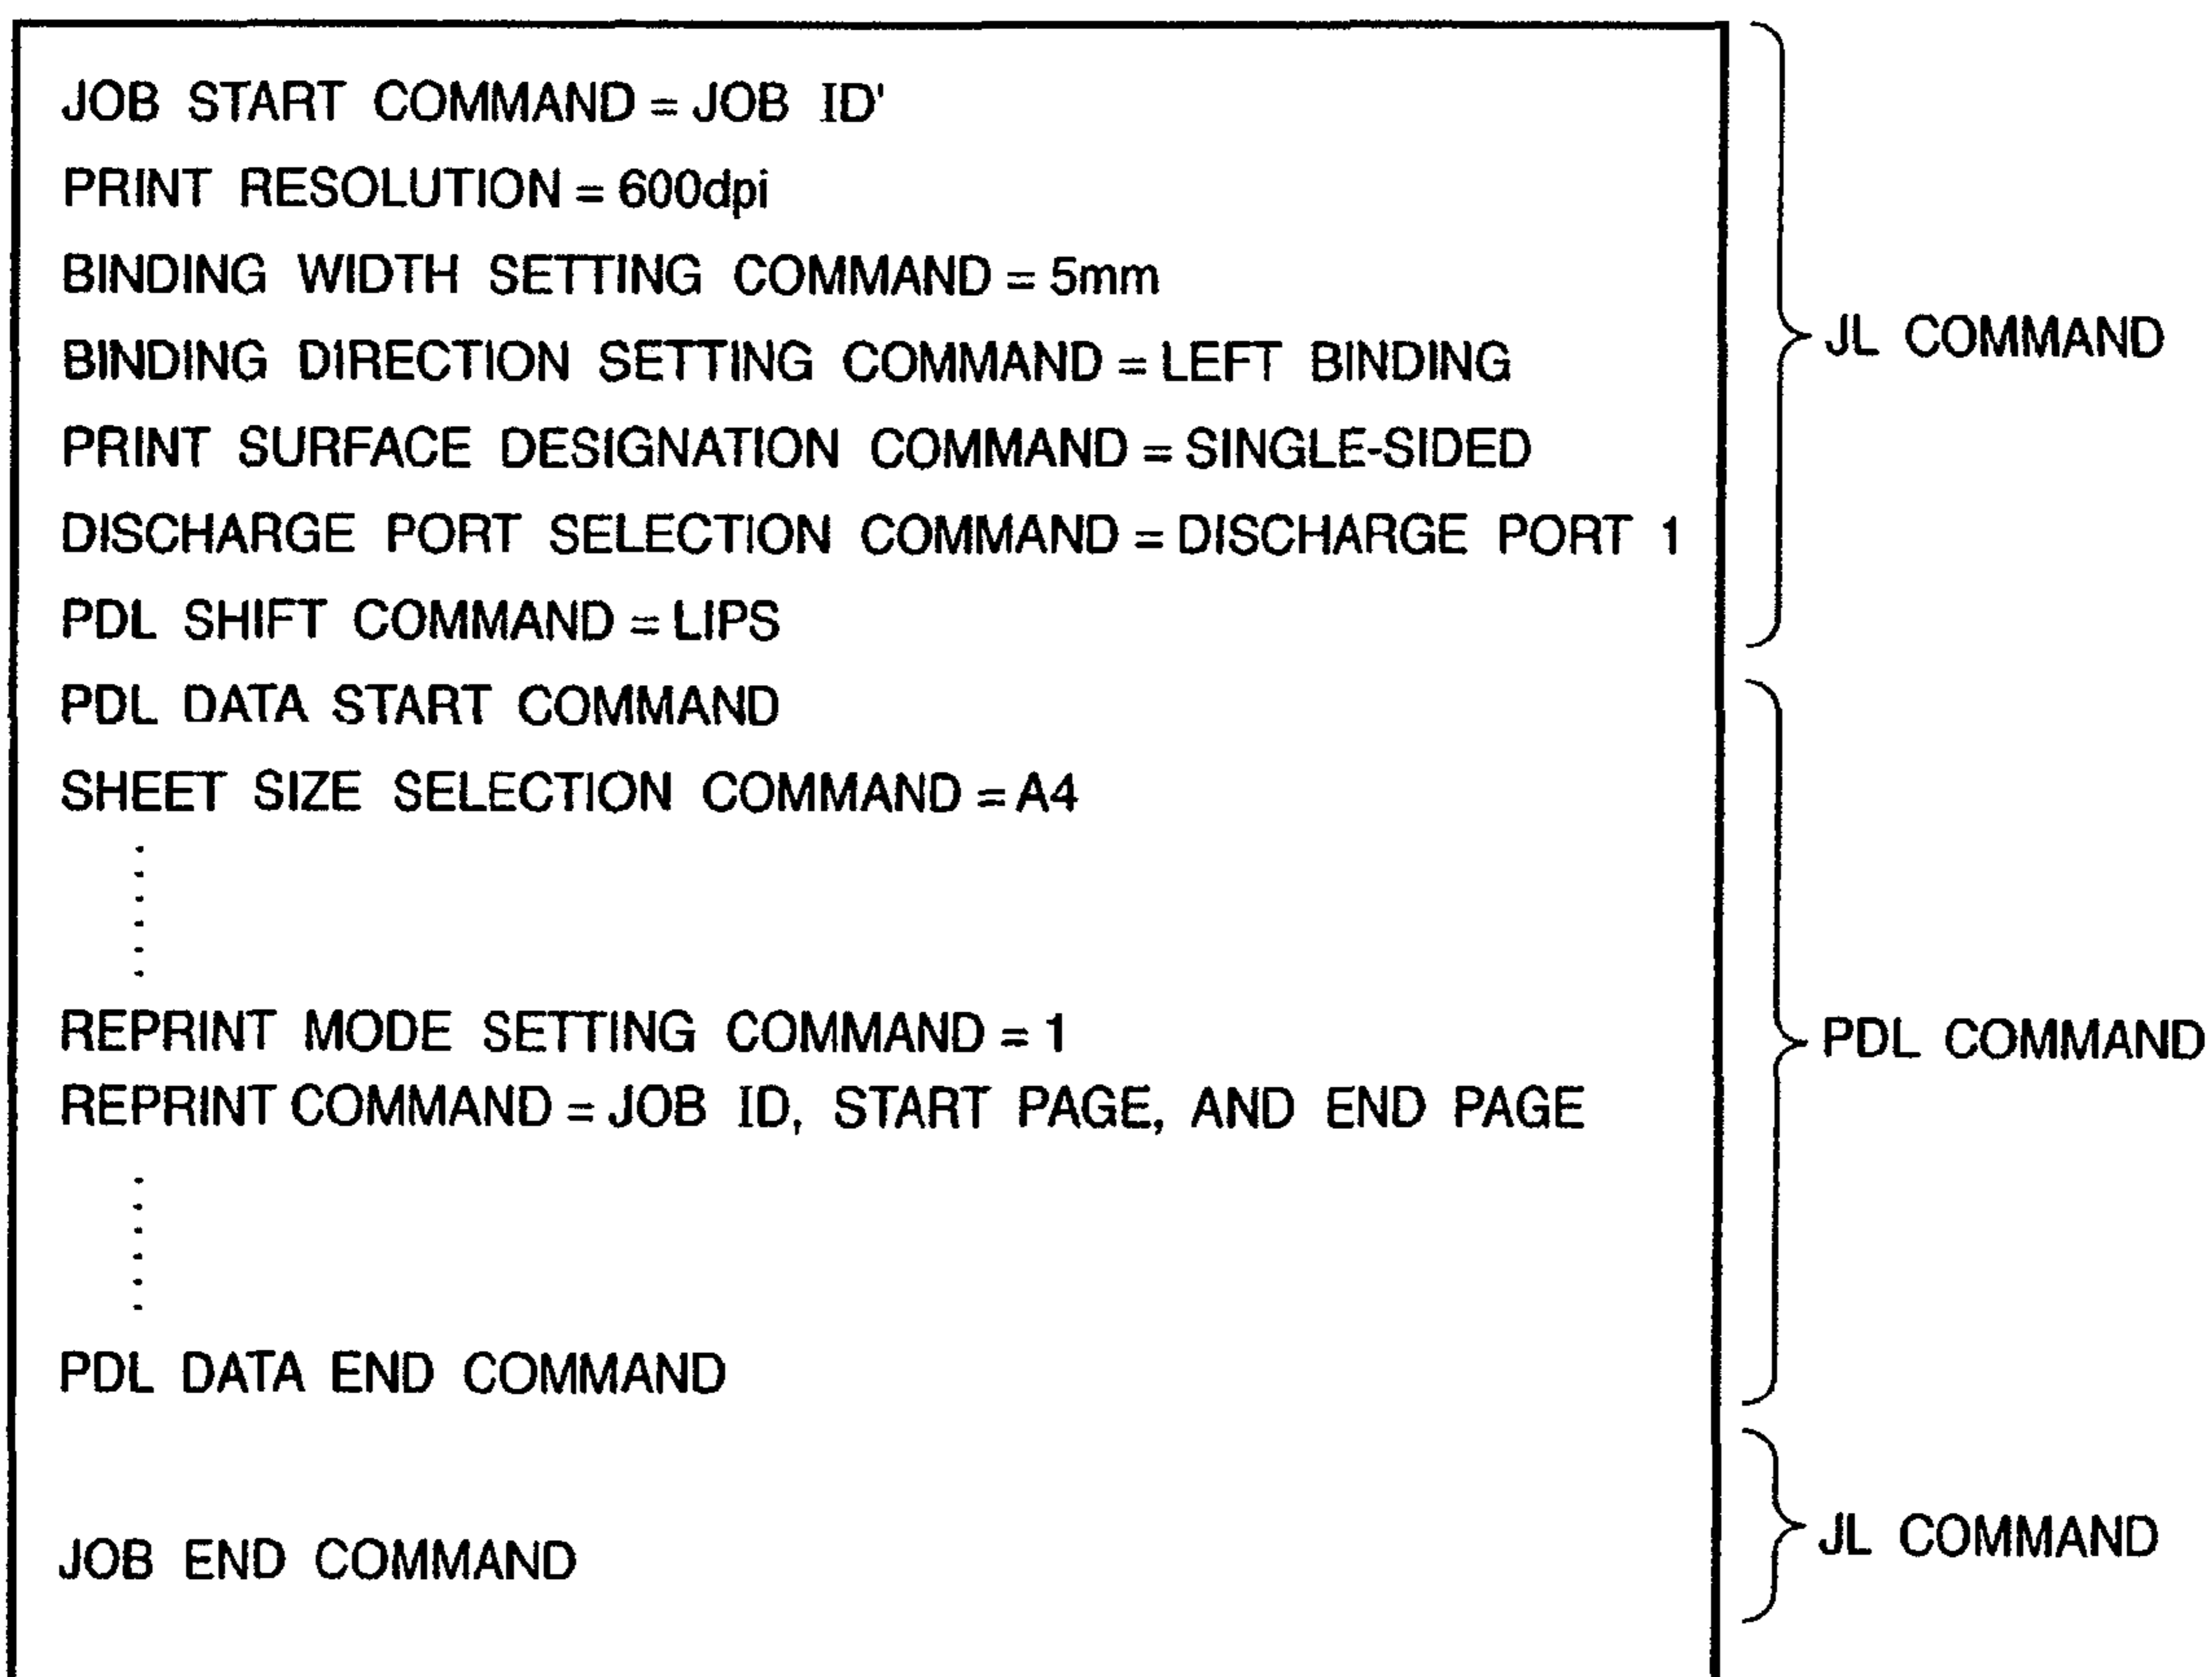 JOB START COMMAND = JOB ID'
PRINT RESOLUTION = 600dpi
BINDING WIDTH SETTING COMMAND = 5mm
BINDING DIRECTION SETTING COMMAND = LEFT BINDING
PRINT SURFACE DESIGNATION COMMAND = SINGLE-SIDED
DISCHARGE PORT SELECTION COMMAND = DISCHARGE PORT 1
PDL SHIFT COMMAND = LIPS
JL COMMAND
PDL DATA START COMMAND
SHEET SIZE SELECTION COMMAND = A4
REPRINT MODE SETTING COMMAND = 1
REPRINT COMMAND = JOB ID, START PAGE, AND END PAGE
PDL DATA END COMMAND
PDL COMMAND
JOB END COMMAND
JL COMMAND